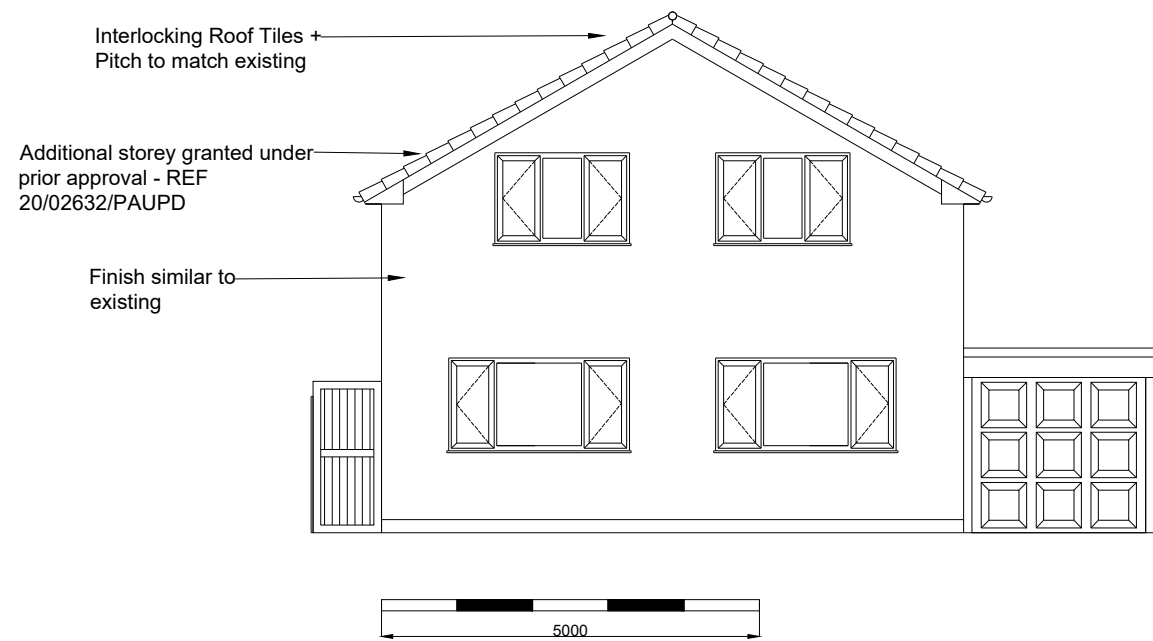 Interlocking Roof Tiles +
Pitch to match existing
Additional storey granted under
prior approval - REF
20/02632/PAUPD
Finish similar to
existing
5000